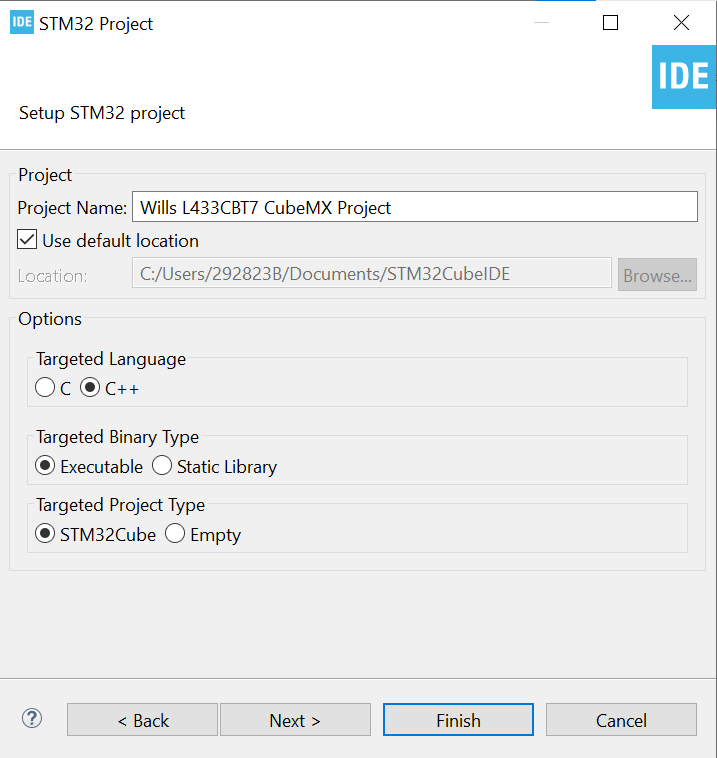 IDE STM32 Project
IDE
Setup STM32 project
Project
Project Name: Wills L433CBT7 CubeMX Project
Use default location
Location: C:/Users/292823B/Documents/STM32CubeIDE Browse...
Options
Targeted Language
C C++
Targeted Binary Type
Executable Static Library
Targeted Project Type
STM32Cube Empty
? < Back Next > Finish Cancel